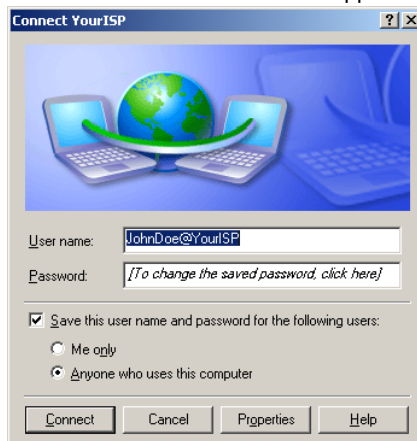 Connect YourISP
User name: JohnDoe@YourISP
Password: [To change the saved password, click here]
Save this user name and password for the following users:
Me only
Anyone who uses this computer
Connect Cancel Properties Help